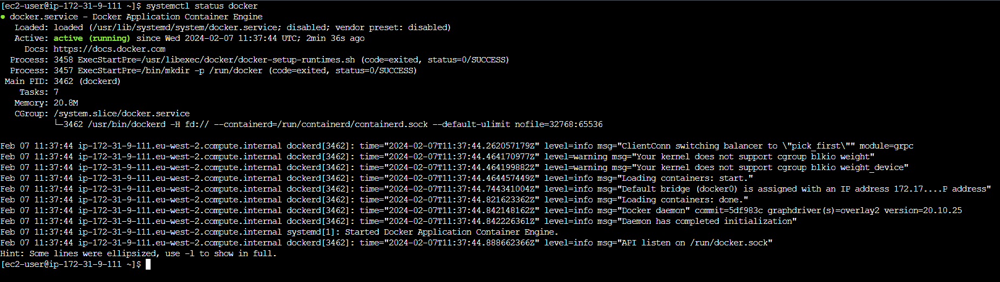 [ec2-user@ip-172-31-9-111 ~]$ systemctl status docker
● docker.service - Docker Application Container Engine
   Loaded: loaded (/usr/lib/systemd/system/docker.service; disabled; vendor preset: disabled)
   Active: active (running) since Wed 2024-02-07 11:37:44 UTC; 2min 36s ago
     Docs: https://docs.docker.com
  Process: 3458 ExecStartPre=/usr/libexec/docker/docker-setup-runtimes.sh (code=exited, status=0/SUCCESS)
  Process: 3457 ExecStartPre=/bin/mkdir -p /run/docker (code=exited, status=0/SUCCESS)
 Main PID: 3462 (dockerd)
    Tasks: 7
   Memory: 20.8M
   CGroup: /system.slice/docker.service
           └─3462 /usr/bin/dockerd -H fd:// --containerd=/run/containerd/containerd.sock --default-ulimit nofile=32768:65536

Feb 07 11:37:44 ip-172-31-9-111.eu-west-2.compute.internal dockerd[3462]: time="2024-02-07T11:37:44.262057179Z" level=info msg="ClientConn switching balancer to \"pick_first\"" module=grpc
Feb 07 11:37:44 ip-172-31-9-111.eu-west-2.compute.internal dockerd[3462]: time="2024-02-07T11:37:44.464170977Z" level=warning msg="Your kernel does not support cgroup blkio weight"
Feb 07 11:37:44 ip-172-31-9-111.eu-west-2.compute.internal dockerd[3462]: time="2024-02-07T11:37:44.464199882Z" level=warning msg="Your kernel does not support cgroup blkio weight_device"
Feb 07 11:37:44 ip-172-31-9-111.eu-west-2.compute.internal dockerd[3462]: time="2024-02-07T11:37:44.464457449Z" level=info msg="Loading containers: start."
Feb 07 11:37:44 ip-172-31-9-111.eu-west-2.compute.internal dockerd[3462]: time="2024-02-07T11:37:44.744341004Z" level=info msg="Default bridge (docker0) is assigned with an IP address 172.17....P address"
Feb 07 11:37:44 ip-172-31-9-111.eu-west-2.compute.internal dockerd[3462]: time="2024-02-07T11:37:44.821623362Z" level=info msg="Loading containers: done."
Feb 07 11:37:44 ip-172-31-9-111.eu-west-2.compute.internal dockerd[3462]: time="2024-02-07T11:37:44.842148162Z" level=info msg="Docker daemon" commit=5df983c graphdriver(s)=overlay2 version=20.10.25
Feb 07 11:37:44 ip-172-31-9-111.eu-west-2.compute.internal dockerd[3462]: time="2024-02-07T11:37:44.842226361Z" level=info msg="Daemon has completed initialization"
Feb 07 11:37:44 ip-172-31-9-111.eu-west-2.compute.internal systemd[1]: Started Docker Application Container Engine.
Feb 07 11:37:44 ip-172-31-9-111.eu-west-2.compute.internal dockerd[3462]: time="2024-02-07T11:37:44.888662366Z" level=info msg="API listen on /run/docker.sock"
Hint: Some lines were ellipsized, use -l to show in full.
[ec2-user@ip-172-31-9-111 ~]$